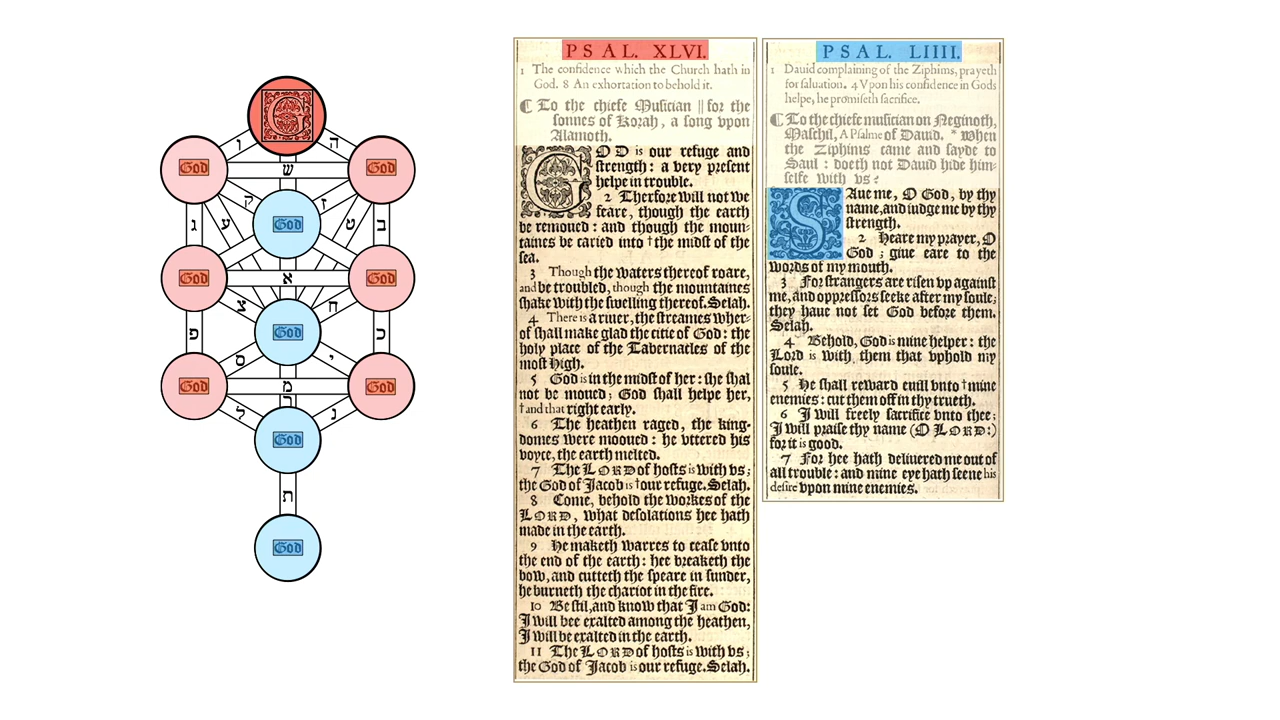 G
ו ה
God God
ש
ק ז
God
ג ע ט ב
God God
א
צ ח
פ God כ
ס י
God God
מ
ר
ל נ
God
ת
God
PSAL. XLVI.
1 The confidence which the Church hath in
God. 8 An exhortation to behold it.
¶ To the chiefe Musician || for the
sonnes of Korah, a song vpon
Alamoth.
GOD is our refuge and
strength: a very present
helpe in trouble.
2 Therfore will not we
feare, though the earth
be remoued: and though the moun-
taines be caried into † the midst of the
sea.
3 Though the waters thereof roare,
and be troubled, though the mountaines
shake with the swelling thereof. Selah.
4 There is a riuer, the streames wher-
of shall make glad the citie of God: the
holy place of the Tabernacles of the
most High.
5 God is in the midst of her: she shal
not be moued; God shall helpe her,
† and that right early.
6 The heathen raged, the king-
domes were mooued: he vttered his
voyce, the earth melted.
7 The LORD of hosts is with vs;
the God of Jacob is † our refuge. Selah.
8 Come, behold the workes of the
LORD, what desolations hee hath
made in the earth.
9 He maketh warres to cease vnto
the end of the earth: hee breaketh the
bow, and cutteth the speare in sunder,
he burneth the chariot in the fire.
10 Be stil, and know that I am God:
I will bee exalted among the heathen,
I will be exalted in the earth.
11 The LORD of hosts is with vs;
the God of Jacob is our refuge. Selah.
PSAL. LIIII.
1 Dauid complaining of the Ziphims, prayeth
for saluation. 4 Vpon his confidence in Gods
helpe, he promiseth sacrifice.
¶ To the chiefe musician on Neginoth,
Maschil, A Psalme of Dauid. * when
the Ziphims came and sayde to
Saul: doeth not Dauid hide him-
selfe with vs?
SAue me, O God, by thy
name, and iudge me by thy
strength.
2 Heare my prayer, O
God; giue eare to the
words of my mouth.
3 For strangers are risen vp against
me, and oppressors seeke after my soule;
they haue not set God before them.
Selah.
4 Behold, God is mine helper: the
Lord is with them that vphold my
soule.
5 He shall reward euill vnto † mine
enemies: cut them off in thy trueth.
6 I will freely sacrifice vnto thee;
I will praise thy name (O LORD:)
for it is good.
7 For hee hath deliuered me out of
all trouble: and mine eye hath seene his
desire vpon mine enemies.